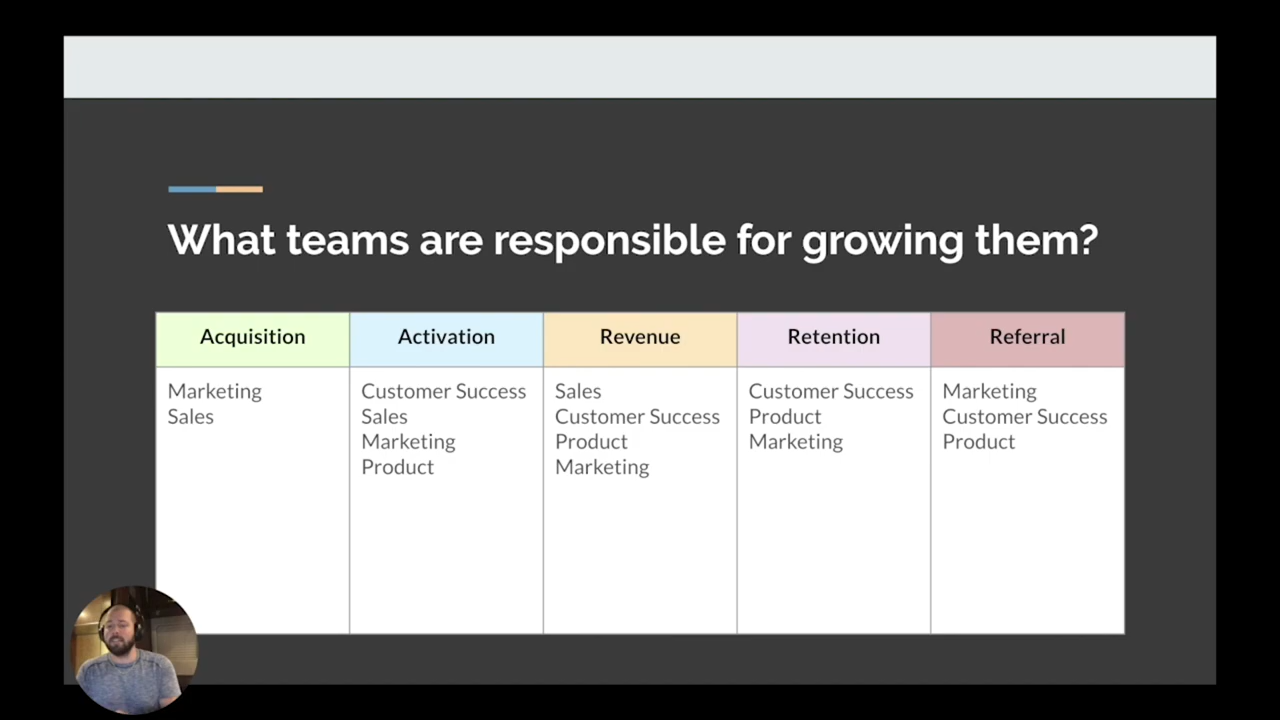 What teams are responsible for growing them?
Acquisition
Activation
Revenue
Retention
Referral
Marketing
Sales
Customer Success
Sales
Marketing
Product
Sales
Customer Success
Product
Marketing
Customer Success
Product
Marketing
Marketing
Customer Success
Product